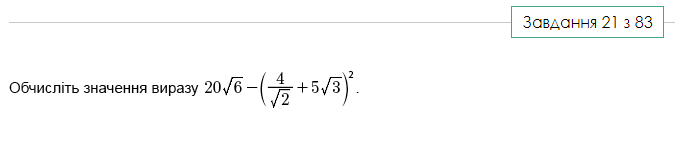 Завдання 21 з 83
Обчисліть значення виразу 20√6 − (4/√2 + 5√3)².